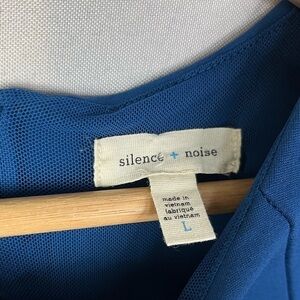 silence + noise
made in
vietnam
fabriqué
au vietnam
L